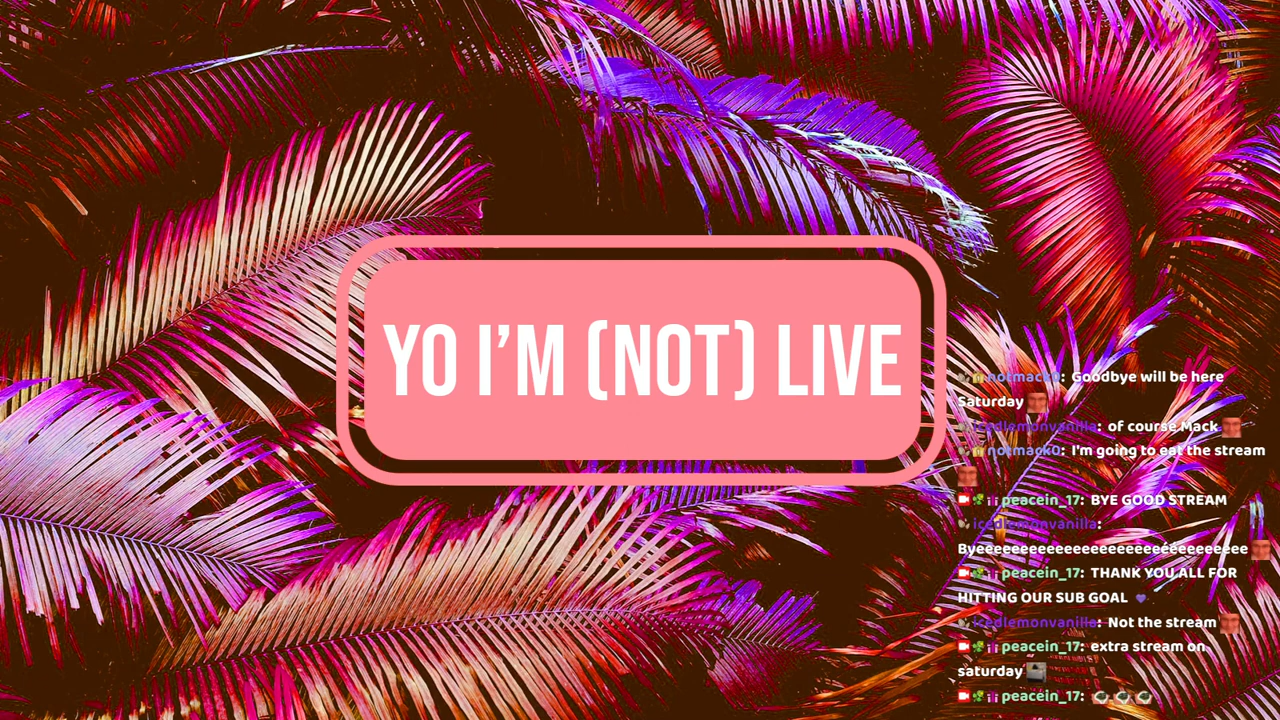 YO I'M (NOT) LIVE
notmack0: Goodbye will be here
Saturday
icedlemonvanilla: of course Mack
notmack0: I'm going to eat the stream
peacein_17: BYE GOOD STREAM
icedlemonvanilla:
Byeeeeeeeeeeeeeeeeeeeeeeeeeeeeeee
peacein_17: THANK YOU ALL FOR
HITTING OUR SUB GOAL
icedlemonvanilla: Not the stream
peacein_17: extra stream on
saturday
peacein_17: